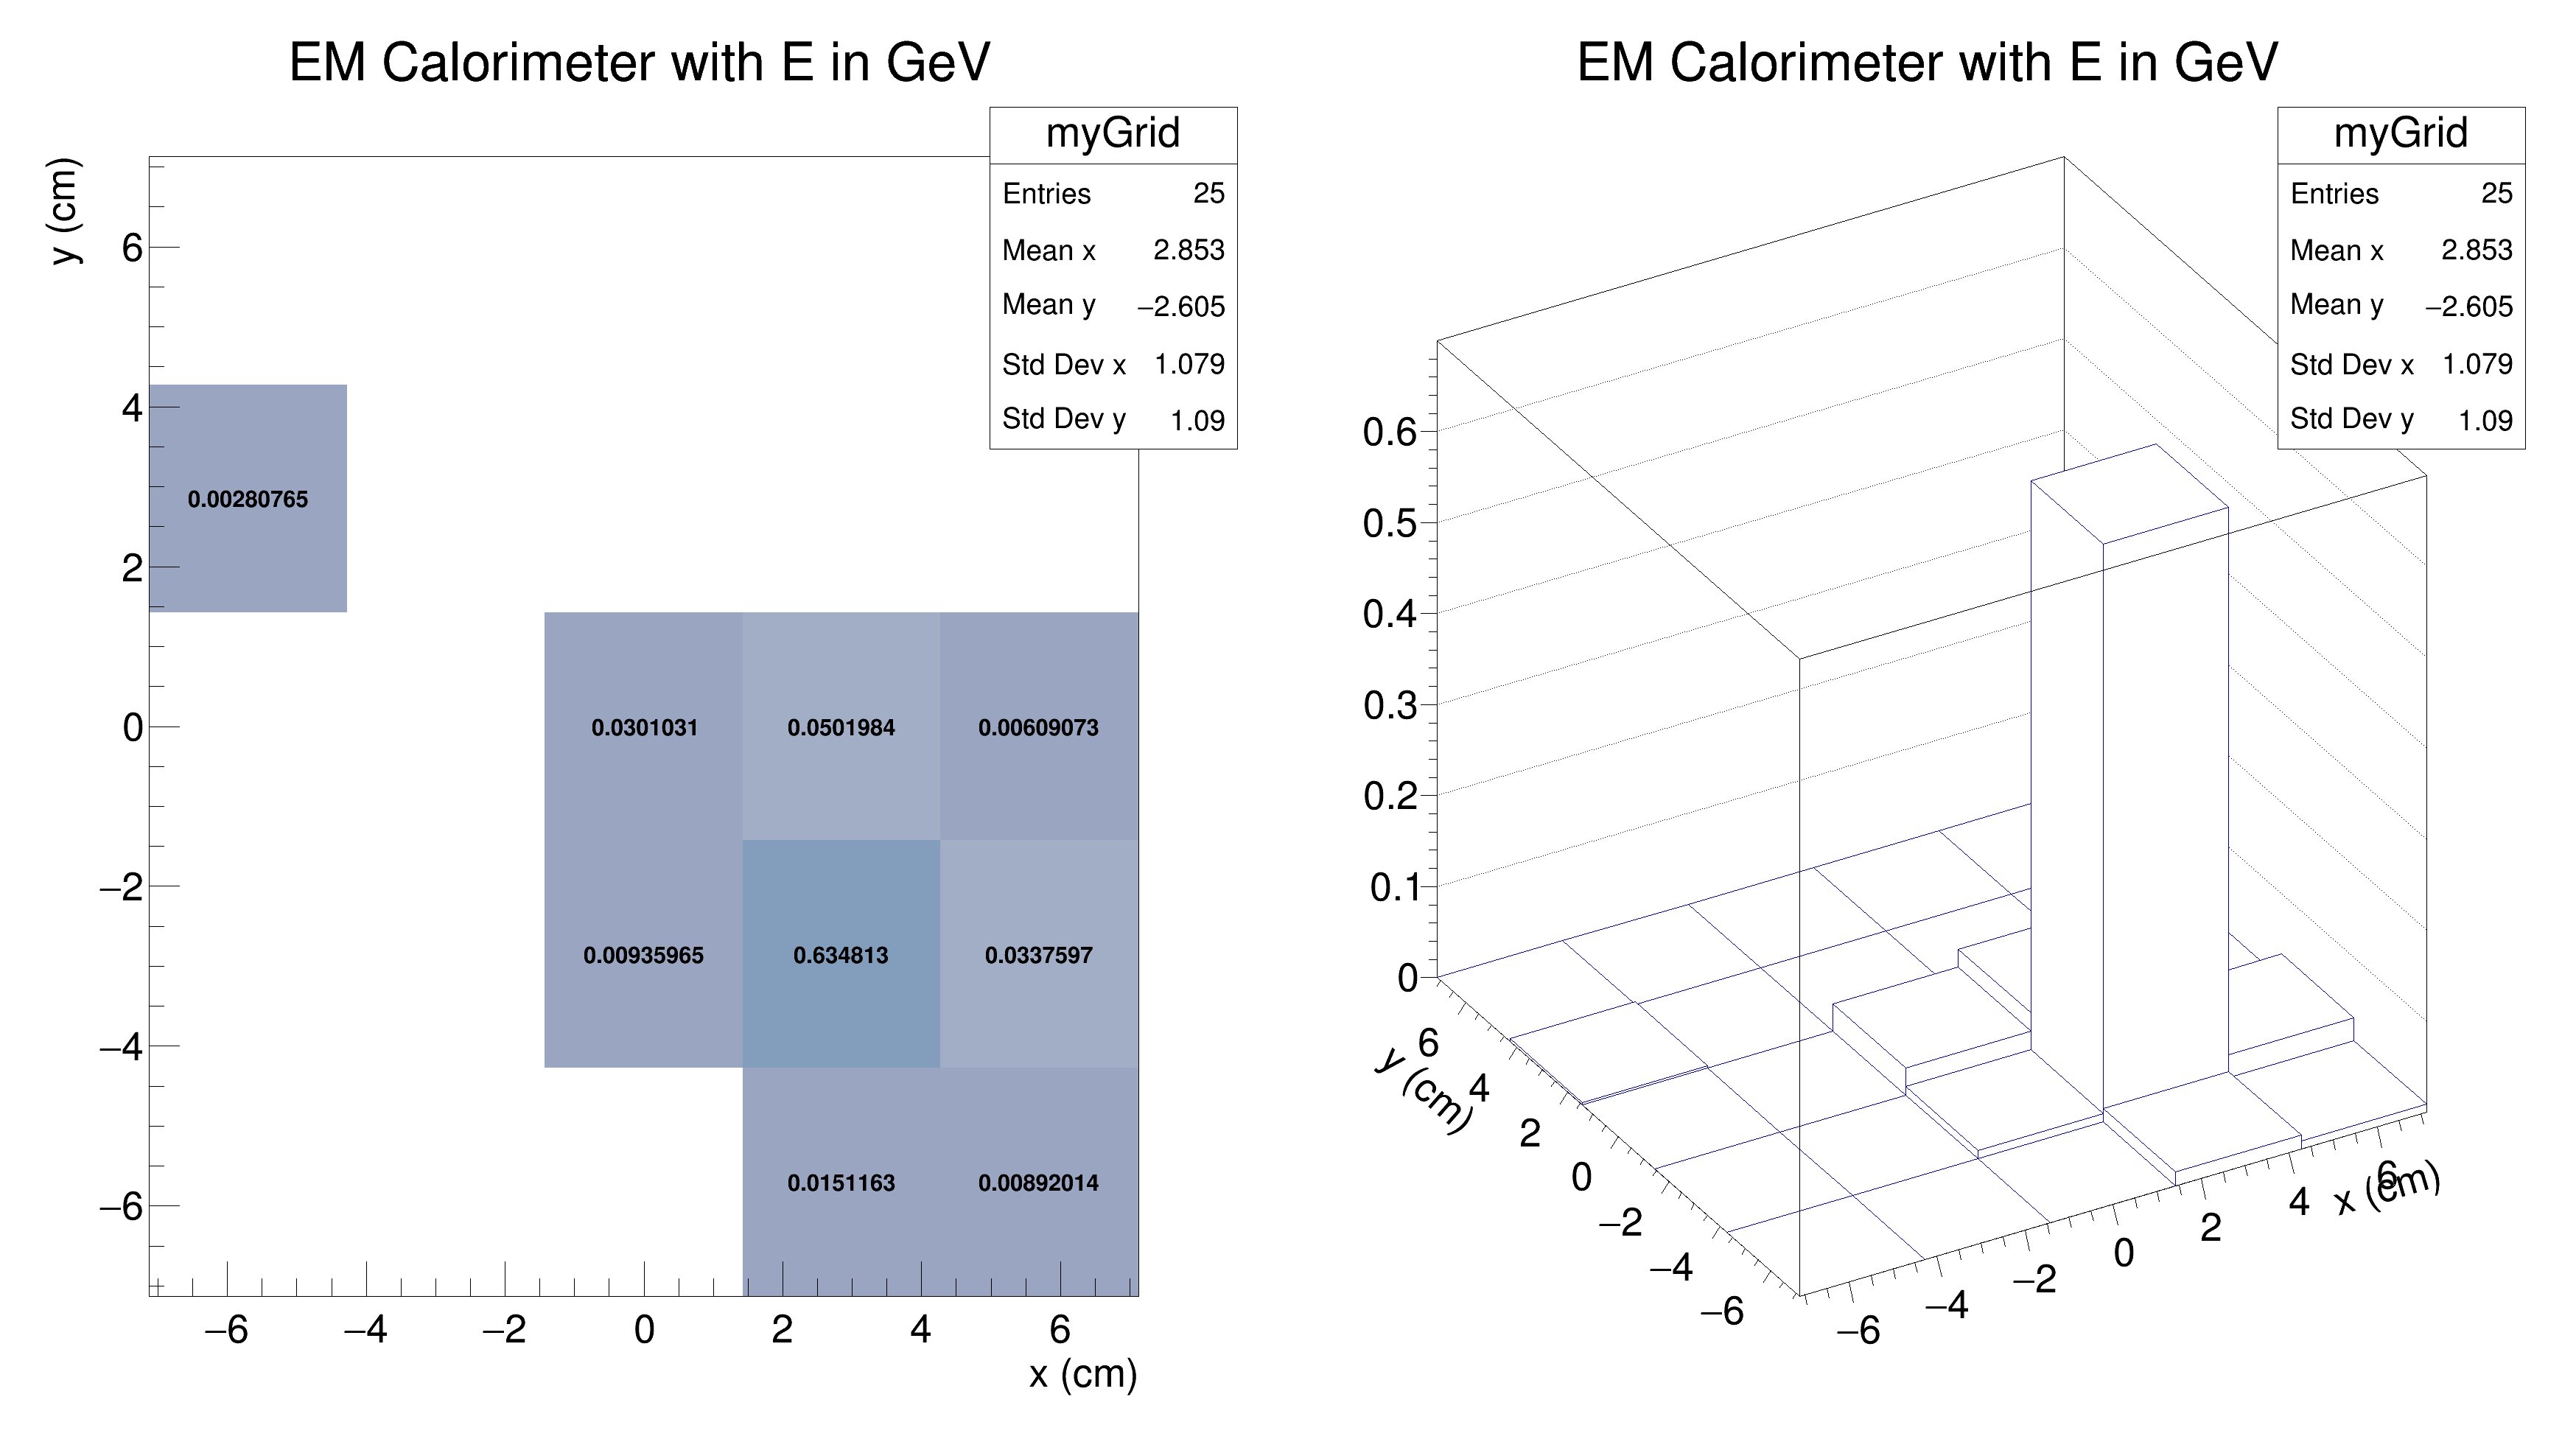 EM Calorimeter with E in GeV
myGrid
Entries 25
Mean x 2.853
Mean y −2.605
Std Dev x 1.079
Std Dev y 1.09
y (cm)
6
4
2
0
−2
−4
−6
0.00280765
0.0301031 0.0501984 0.00609073
0.00935965 0.634813 0.0337597
0.0151163 0.00892014
−6 −4 −2 0 2 4 6
x (cm)
EM Calorimeter with E in GeV
myGrid
Entries 25
Mean x 2.853
Mean y −2.605
Std Dev x 1.079
Std Dev y 1.09
0.6
0.5
0.4
0.3
0.2
0.1
0
y (cm)
6
4
2
0
−2
−4
−6
−6 −4 −2 0 2 4 6
x (cm)